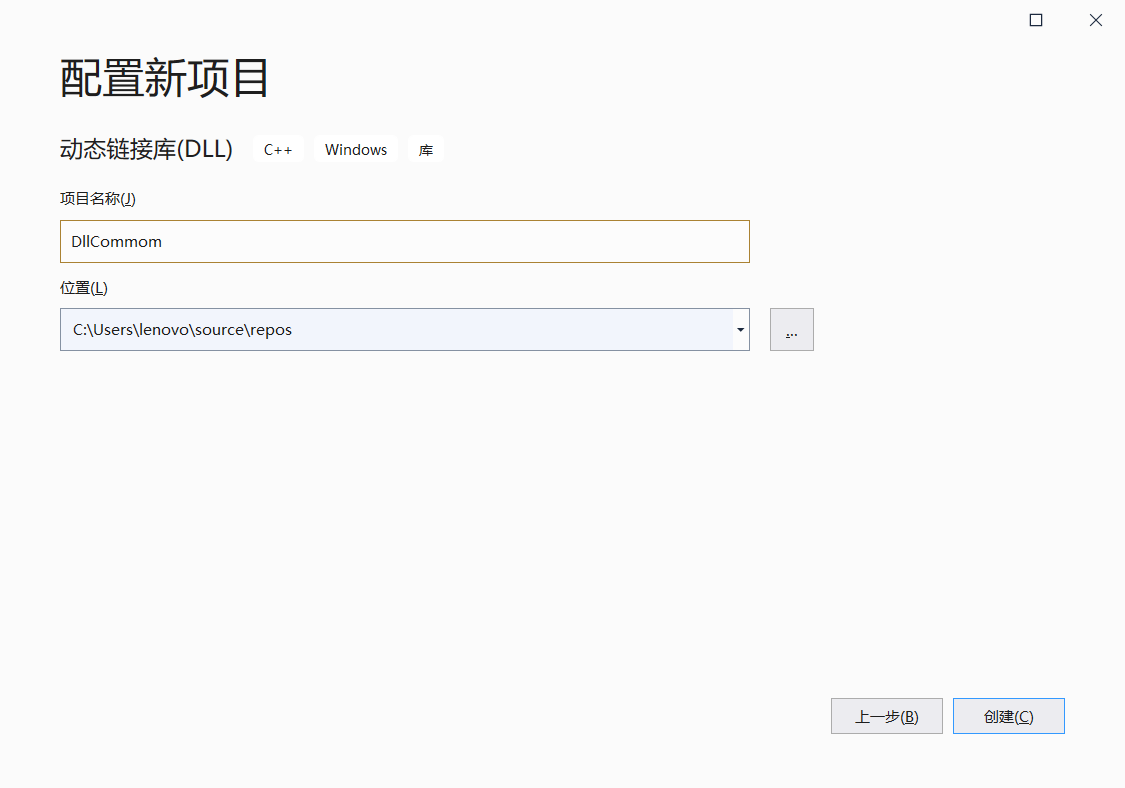 配置新项目
动态链接库(DLL) C++ Windows 库
项目名称(J)
DllCommom
位置(L)
C:\Users\lenovo\source\repos
...
上一步(B) 创建(C)